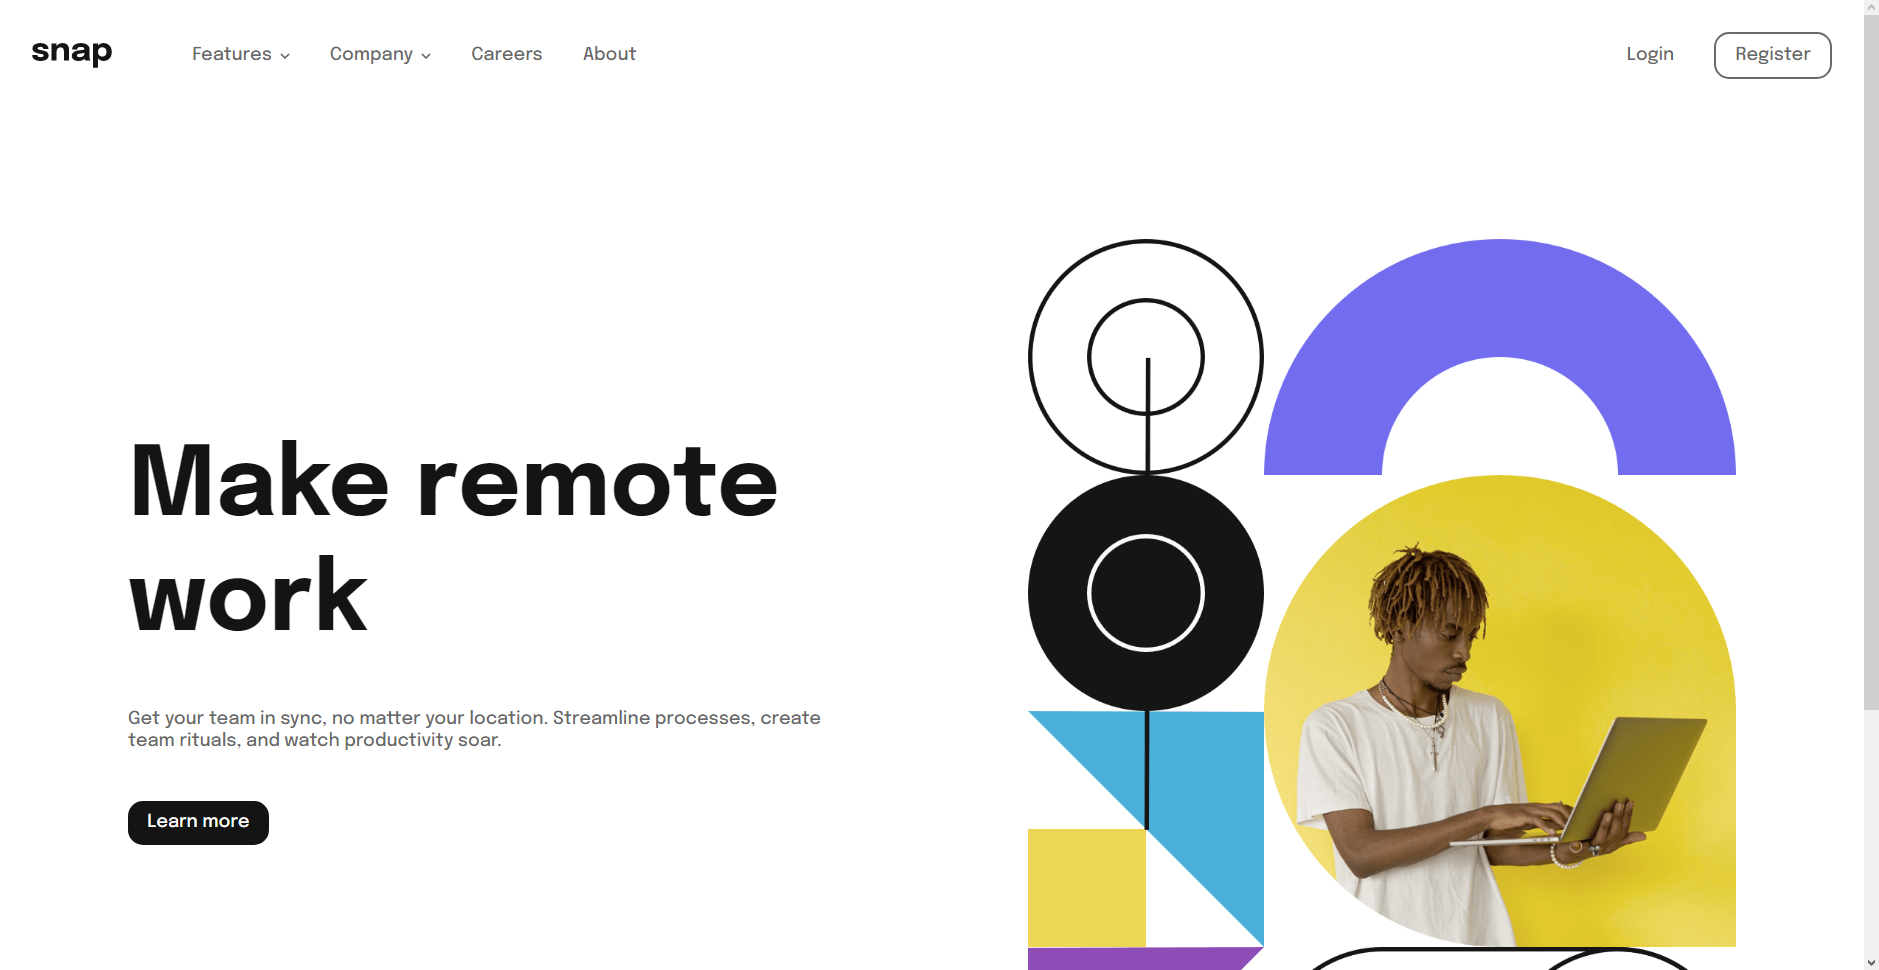 snap
Features
Company
Careers
About
Login
Register
Make remote
work
Get your team in sync, no matter your location. Streamline processes, create
team rituals, and watch productivity soar.
Learn more